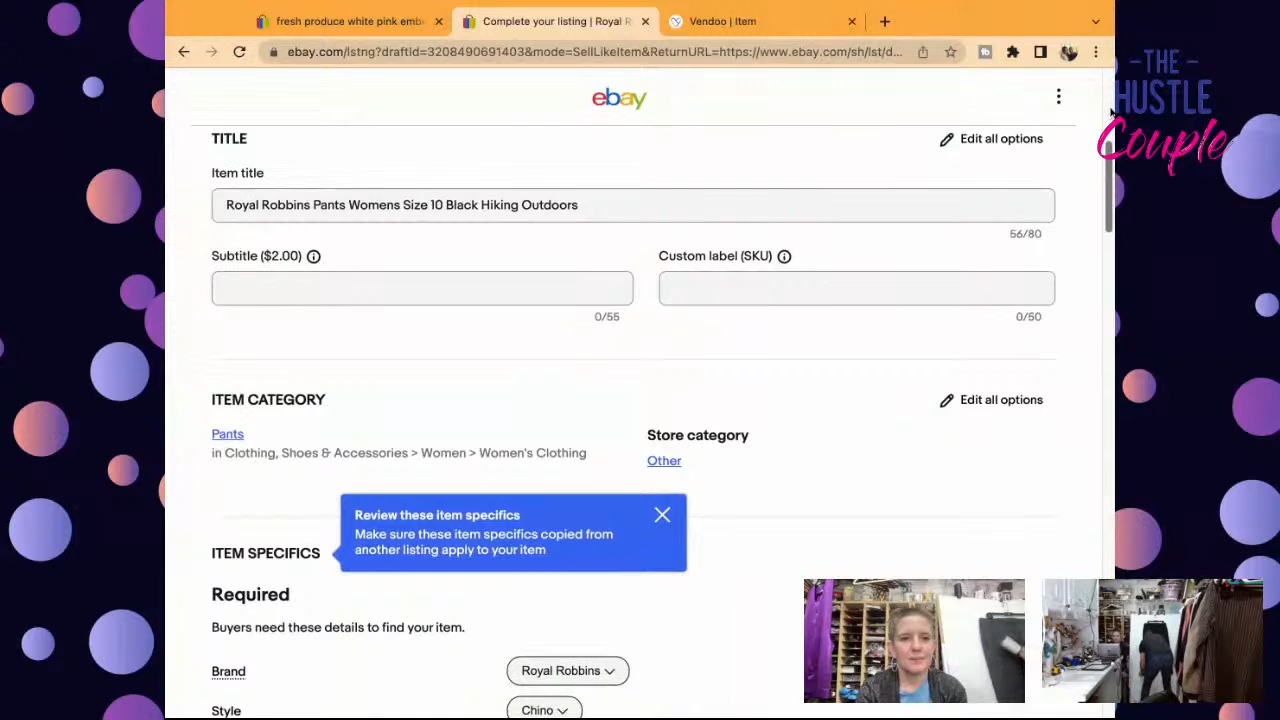 fresh produce white pink emb
Complete your listing | Royal R
Vendoo | Item
ebay.com/lstng?draftId=3208490691403&mode=SellLikeItem&ReturnURL=https://www.ebay.com/sh/lst/d...
-THE-
HUSTLE
Couple
ebay
TITLE
Edit all options
Item title
Royal Robbins Pants Womens Size 10 Black Hiking Outdoors
56/80
Subtitle ($2.00)
Custom label (SKU)
0/55
0/50
ITEM CATEGORY
Edit all options
Pants
in Clothing, Shoes & Accessories > Women > Women's Clothing
Store category
Other
Review these item specifics
Make sure these item specifics copied from
another listing apply to your item
ITEM SPECIFICS
Required
Buyers need these details to find your item.
Brand
Royal Robbins
Style
Chino